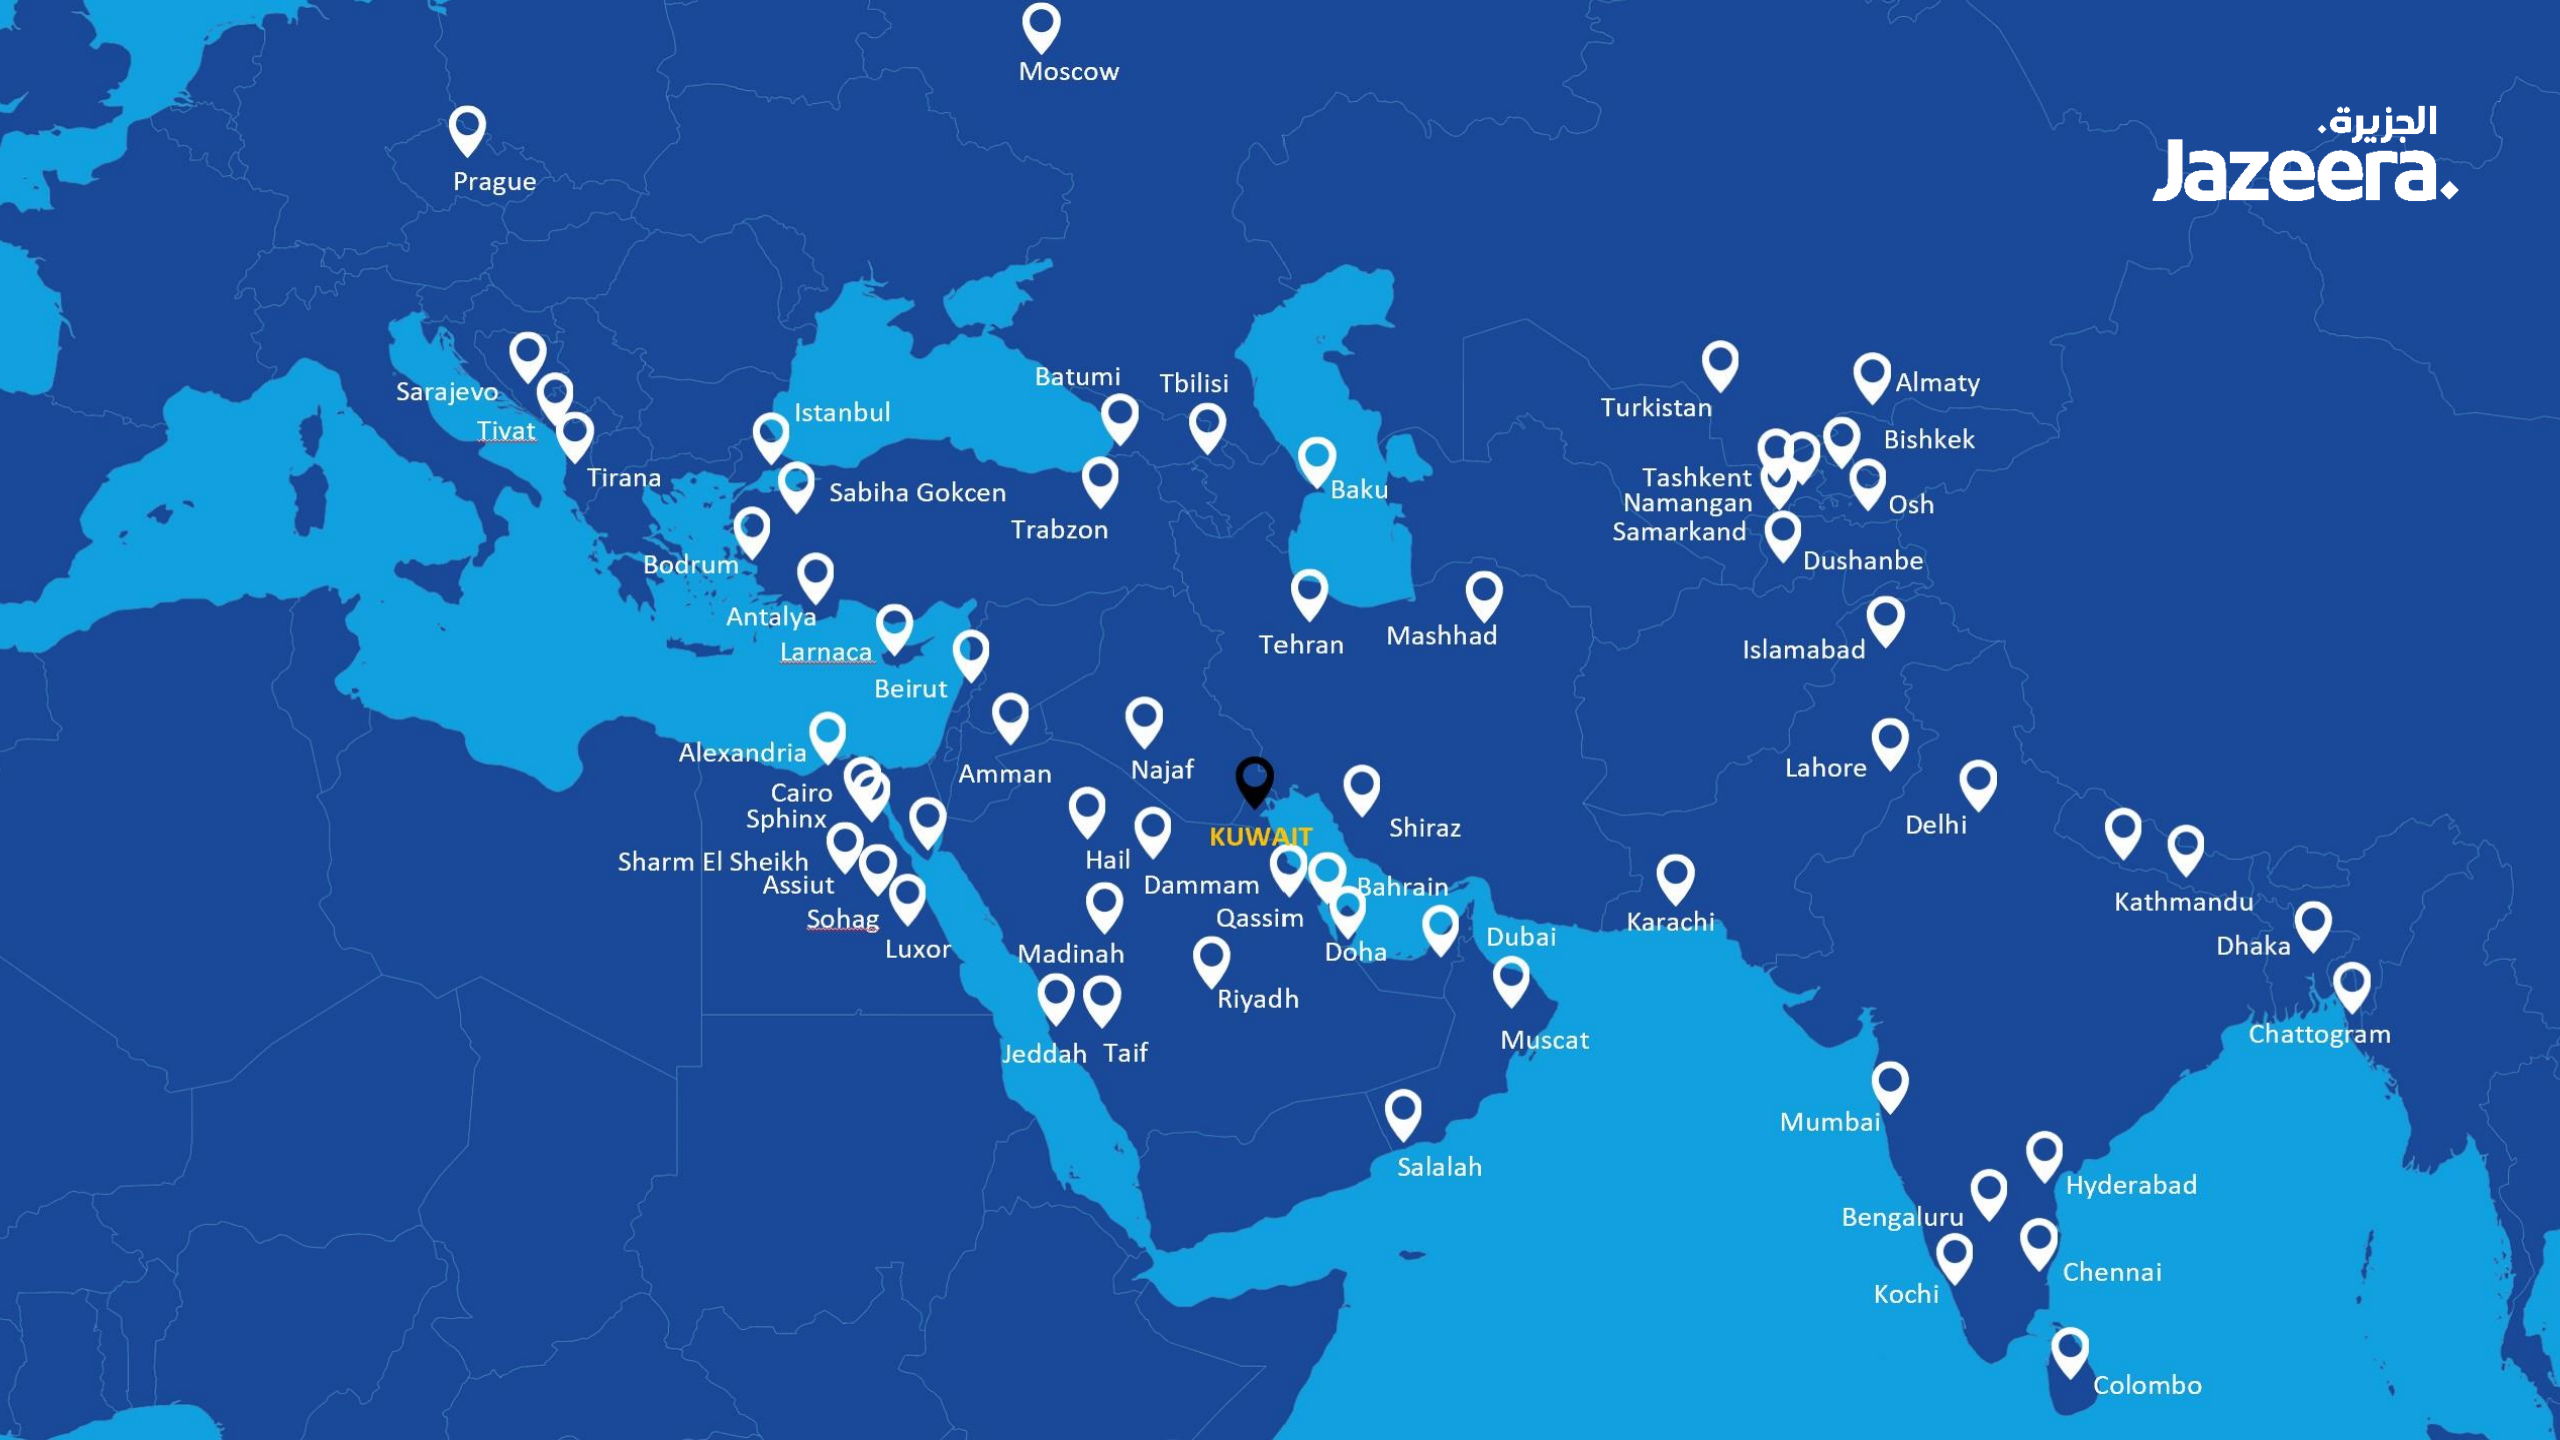 Moscow
الجزيرة
Jazeera
Prague
Sarajevo
Tivat
Tirana
Istanbul
Sabiha Gokcen
Batumi
Tbilisi
Trabzon
Baku
Turkistan
Almaty
Bishkek
Tashkent
Namangan
Samarkand
Osh
Dushanbe
Bodrum
Antalya
Larnaca
Beirut
Tehran
Mashhad
Islamabad
Alexandria
Cairo
Sphinx
Sharm El Sheikh
Assiut
Sohag
Luxor
Amman
Najaf
Hail
KUWAIT
Shiraz
Dammam
Bahrain
Qassim
Doha
Dubai
Madinah
Riyadh
Jeddah
Taif
Muscat
Salalah
Karachi
Lahore
Delhi
Kathmandu
Dhaka
Chattogram
Mumbai
Hyderabad
Bengaluru
Chennai
Kochi
Colombo